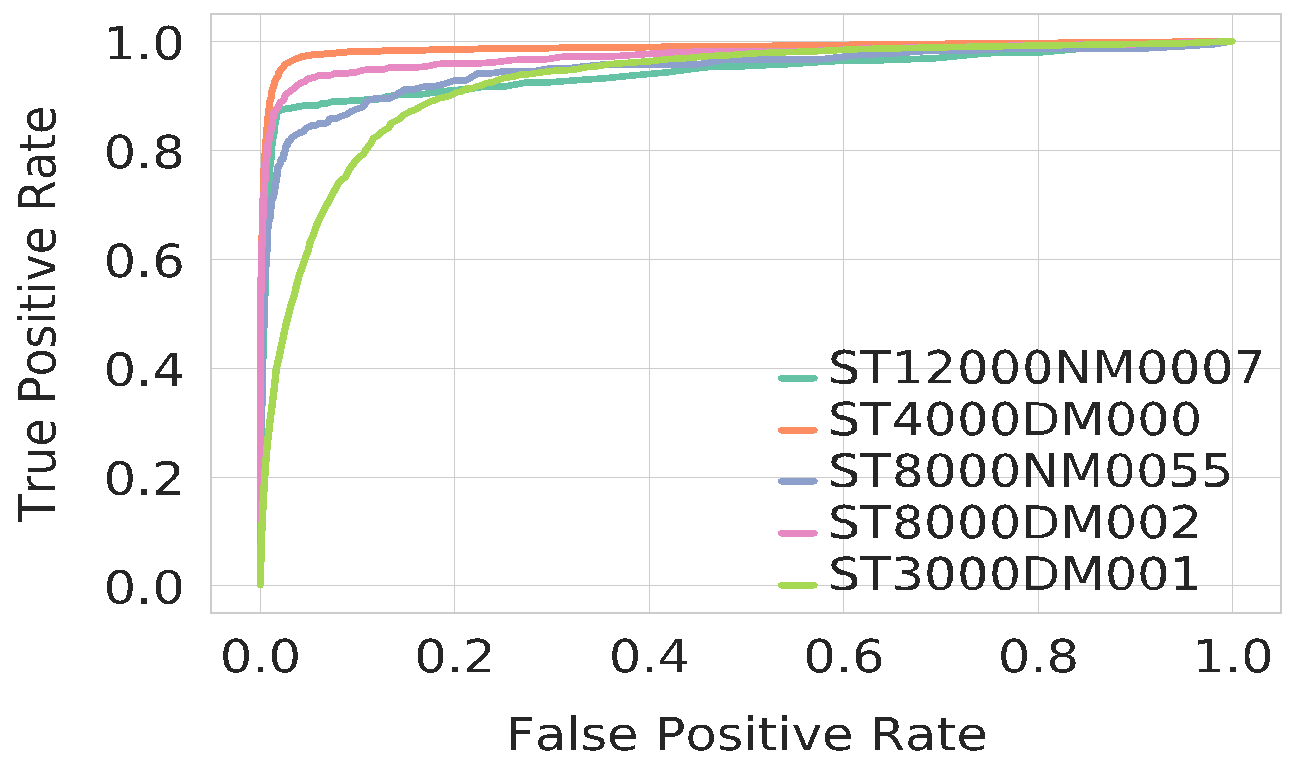 1.0
0.8
0.6
0.4
0.2
0.0
True Positive Rate
ST12000NM0007
ST4000DM000
ST8000NM0055
ST8000DM002
ST3000DM001
0.0 0.2 0.4 0.6 0.8 1.0
False Positive Rate